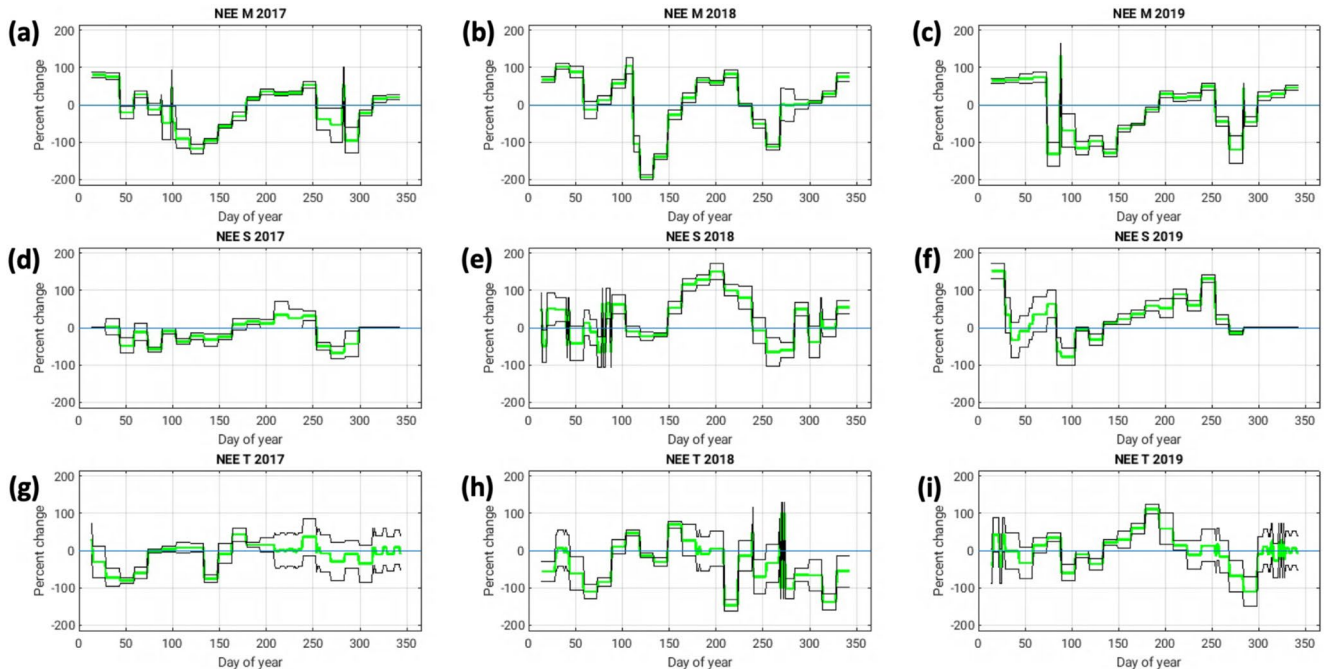 (a)
NEE M 2017
Percent change
200
100
0
-100
-200
0 50 100 150 200 250 300 350
Day of year
(b)
NEE M 2018
Percent change
200
100
0
-100
-200
0 50 100 150 200 250 300 350
Day of year
(c)
NEE M 2019
Percent change
200
100
0
-100
-200
0 50 100 150 200 250 300 350
Day of year
(d)
NEE S 2017
Percent change
200
100
0
-100
-200
0 50 100 150 200 250 300 350
Day of year
(e)
NEE S 2018
Percent change
200
100
0
-100
-200
0 50 100 150 200 250 300 350
Day of year
(f)
NEE S 2019
Percent change
200
100
0
-100
-200
0 50 100 150 200 250 300 350
Day of year
(g)
NEE T 2017
Percent change
200
100
0
-100
-200
0 50 100 150 200 250 300 350
Day of year
(h)
NEE T 2018
Percent change
200
100
0
-100
-200
0 50 100 150 200 250 300 350
Day of year
(i)
NEE T 2019
Percent change
200
100
0
-100
-200
0 50 100 150 200 250 300 350
Day of year